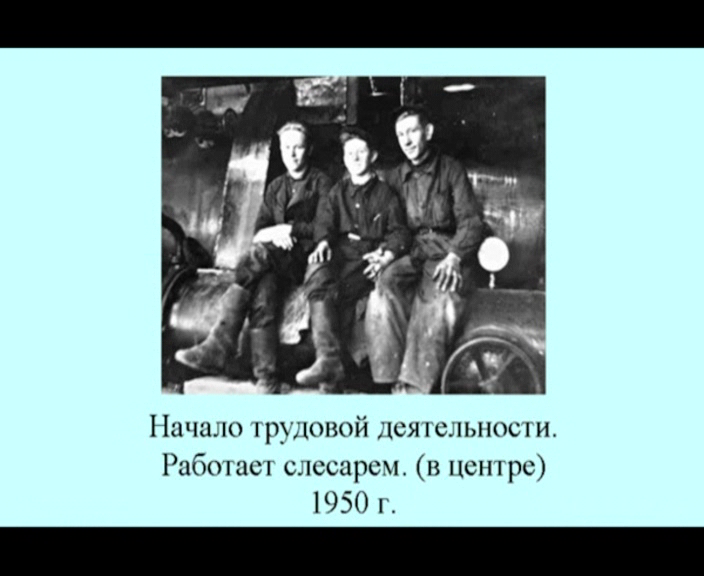 Начало трудовой деятельности.
Работает слесарем. (в центре)
1950 г.